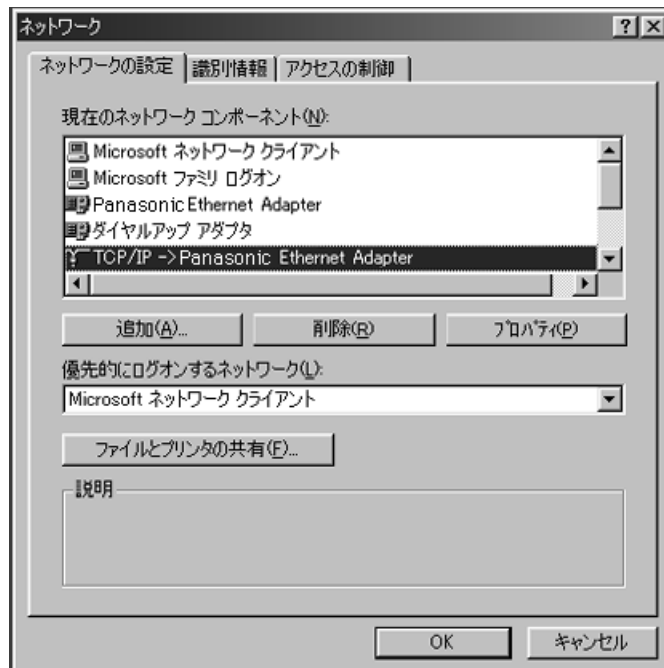 ネットワーク
ネットワークの設定 識別情報 アクセスの制御
現在のネットワーク コンポーネント(N):
Microsoft ネットワーク クライアント
Microsoft ファミリ ログオン
Panasonic Ethernet Adapter
ダイヤルアップ アダプタ
TCP/IP ->Panasonic Ethernet Adapter
追加(A)... 削除(R) プロパティ(P)
優先的にログオンするネットワーク(L):
Microsoft ネットワーク クライアント
ファイルとプリンタの共有(F)...
説明
OK キャンセル